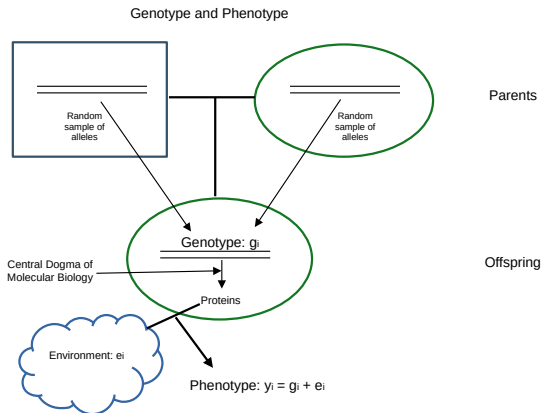 Genotype and Phenotype
Parents
Random
sample of
alleles
Random
sample of
alleles
Genotype: gᵢ
Central Dogma of
Molecular Biology
Offspring
Proteins
Environment: eᵢ
Phenotype: yᵢ = gᵢ + eᵢ